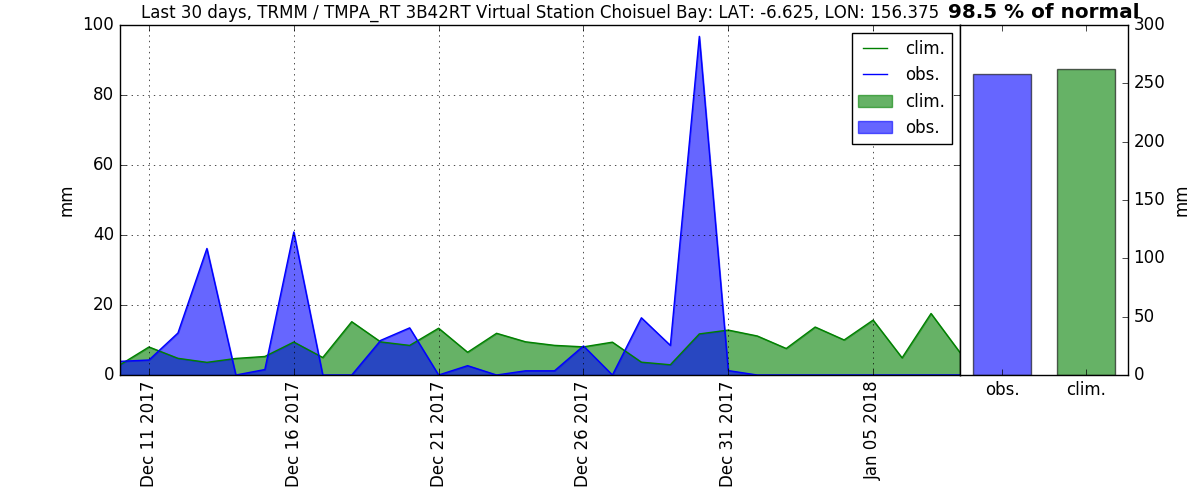 Last 30 days, TRMM / TMPA_RT 3B42RT Virtual Station Choisuel Bay: LAT: -6.625, LON: 156.375
98.5 % of normal
100
80
60
40
20
0
mm
clim.
obs.
clim.
obs.
Dec 11 2017
Dec 16 2017
Dec 21 2017
Dec 26 2017
Dec 31 2017
Jan 05 2018
300
250
200
150
100
50
0
mm
obs.
clim.